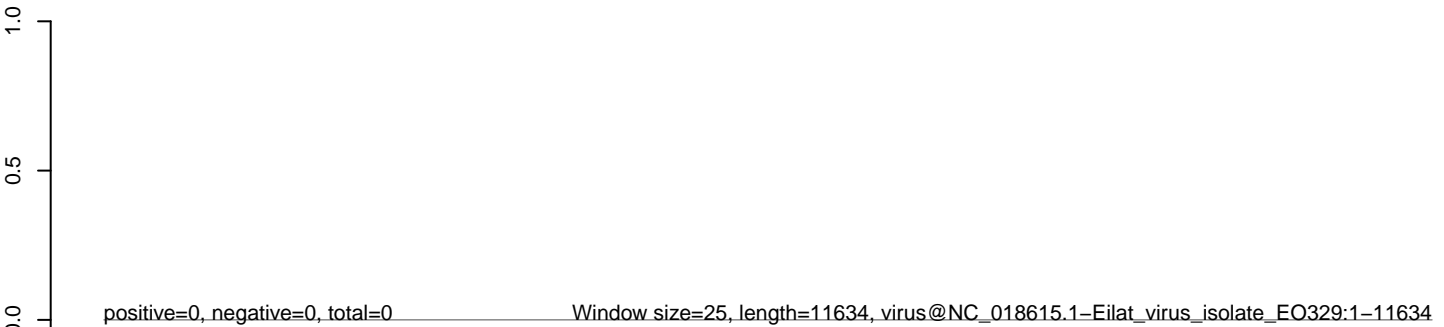 1.0
0.5
0.0
positive=0, negative=0, total=0
Window size=25, length=11634, virus@NC_018615.1−Eilat_virus_isolate_EO329:1−11634